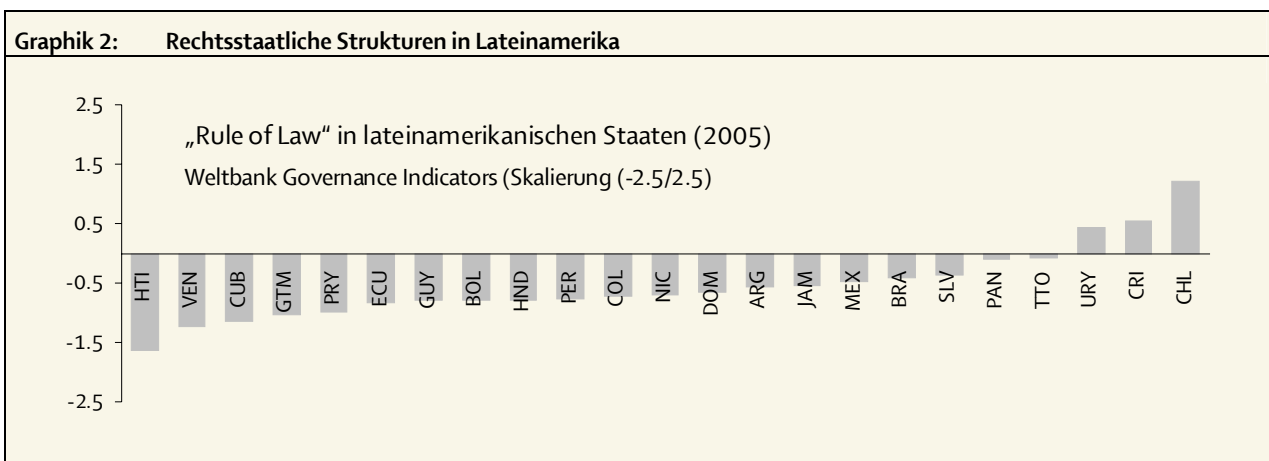 Graphik 2: Rechtsstaatliche Strukturen in Lateinamerika
2.5
„Rule of Law“ in lateinamerikanischen Staaten (2005)
1.5
Weltbank Governance Indicators (Skalierung (-2.5/2.5)
0.5
-0.5
-1.5
-2.5
HTI
VEN
CUB
GTM
PRY
ECU
GUY
BOL
HND
PER
COL
NIC
DOM
ARG
JAM
MEX
BRA
SLV
PAN
TTO
URY
CRI
CHL